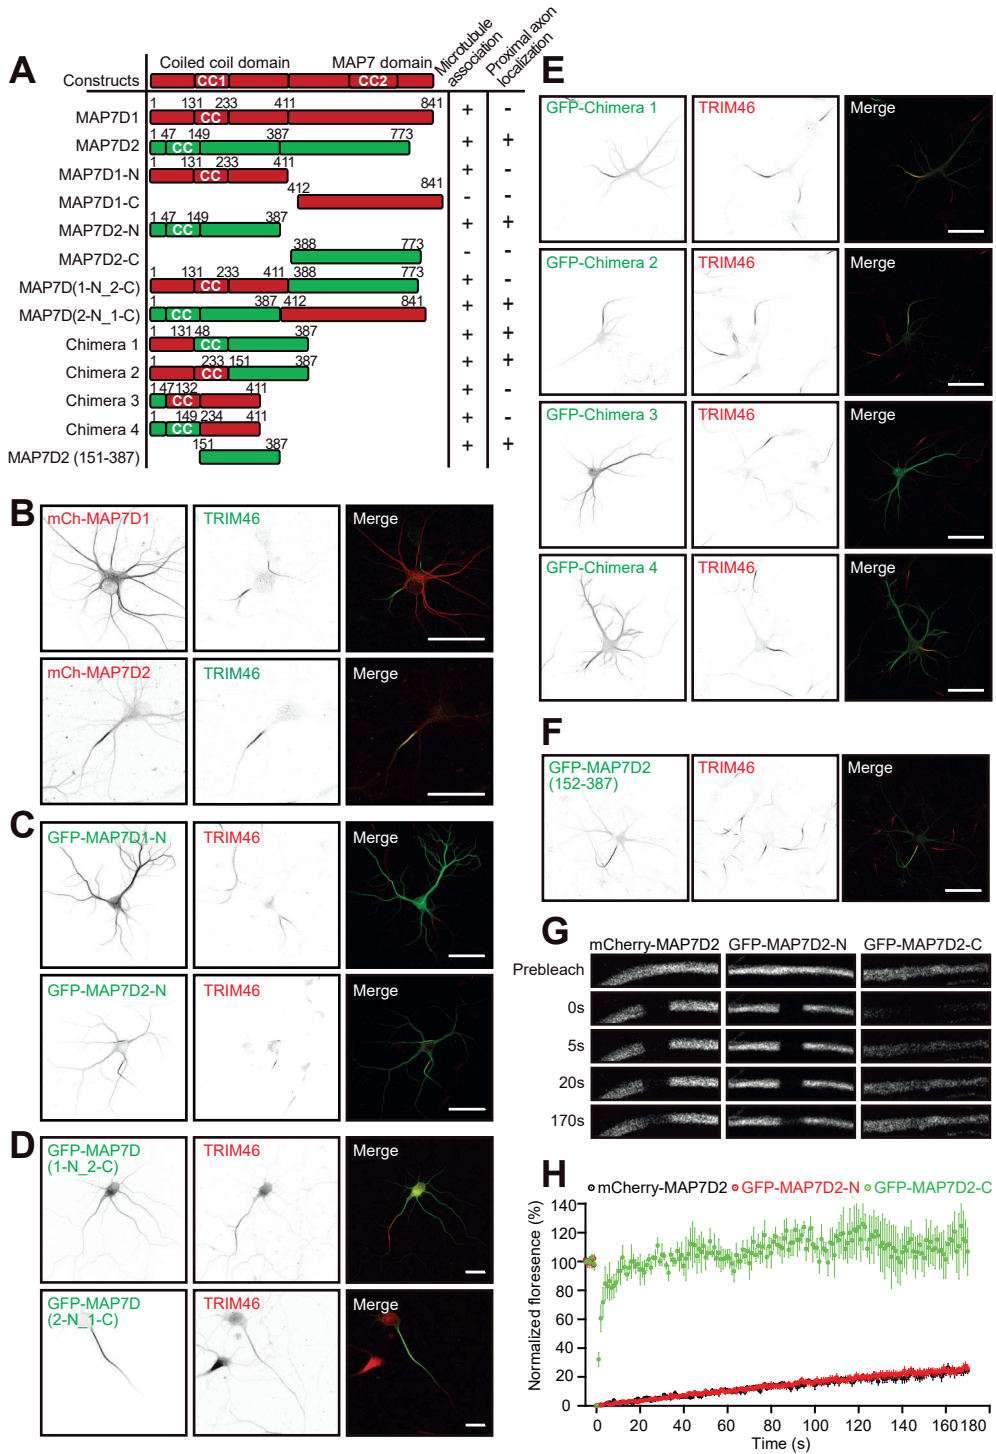 A
Coiled coil domain
MAP7 domain
Microtubule association
Proximal axon localization
Constructs
CC1
CC2
1 131 233 411 841
MAP7D1
CC
+ -
1 47 149 387 773
MAP7D2
CC
+ +
1 131 233 411
MAP7D1-N
CC
+ -
412 841
MAP7D1-C
- -
1 47 149 387
MAP7D2-N
CC
+ +
388 773
MAP7D2-C
- -
1 131 233 411 388 773
MAP7D(1-N_2-C)
CC
+ -
1 387 412 841
MAP7D(2-N_1-C)
CC
+ +
1 131 48 387
Chimera 1
CC
+ +
1 233 151 387
Chimera 2
CC
+ +
1 47 132 411
Chimera 3
CC
+ -
1 149 234 411
Chimera 4
CC
+ -
151 387
MAP7D2 (151-387)
+ +
B
mCh-MAP7D1
TRIM46
Merge
mCh-MAP7D2
TRIM46
Merge
C
GFP-MAP7D1-N
TRIM46
Merge
GFP-MAP7D2-N
TRIM46
Merge
D
GFP-MAP7D
(1-N_2-C)
TRIM46
Merge
GFP-MAP7D
(2-N_1-C)
TRIM46
Merge
E
GFP-Chimera 1
TRIM46
Merge
GFP-Chimera 2
TRIM46
Merge
GFP-Chimera 3
TRIM46
Merge
GFP-Chimera 4
TRIM46
Merge
F
GFP-MAP7D2
(152-387)
TRIM46
Merge
G
mCherry-MAP7D2
GFP-MAP7D2-N
GFP-MAP7D2-C
Prebleach
0s
5s
20s
170s
H
mCherry-MAP7D2
GFP-MAP7D2-N
GFP-MAP7D2-C
Normalized floresence (%)
140
120
100
80
60
40
20
0
0 20 40 60 80 100 120 140 160 180
Time (s)